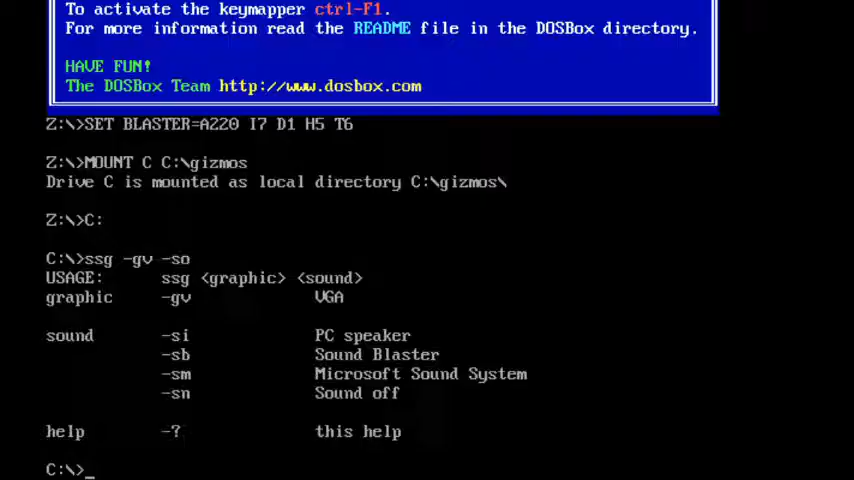 To activate the keymapper ctrl-F1.
For more information read the README file in the DOSBox directory.
HAVE FUN!
The DOSBox Team http://www.dosbox.com
Z:\>SET BLASTER=A220 I7 D1 H5 T6
Z:\>MOUNT C C:\gizmos
Drive C is mounted as local directory C:\gizmos\
Z:\>C:
C:\>ssg -gv -so
USAGE: ssg <graphic> <sound>
graphic -gv VGA
sound -si PC speaker
-sb Sound Blaster
-sm Microsoft Sound System
-sn Sound off
help -? this help
C:\>_